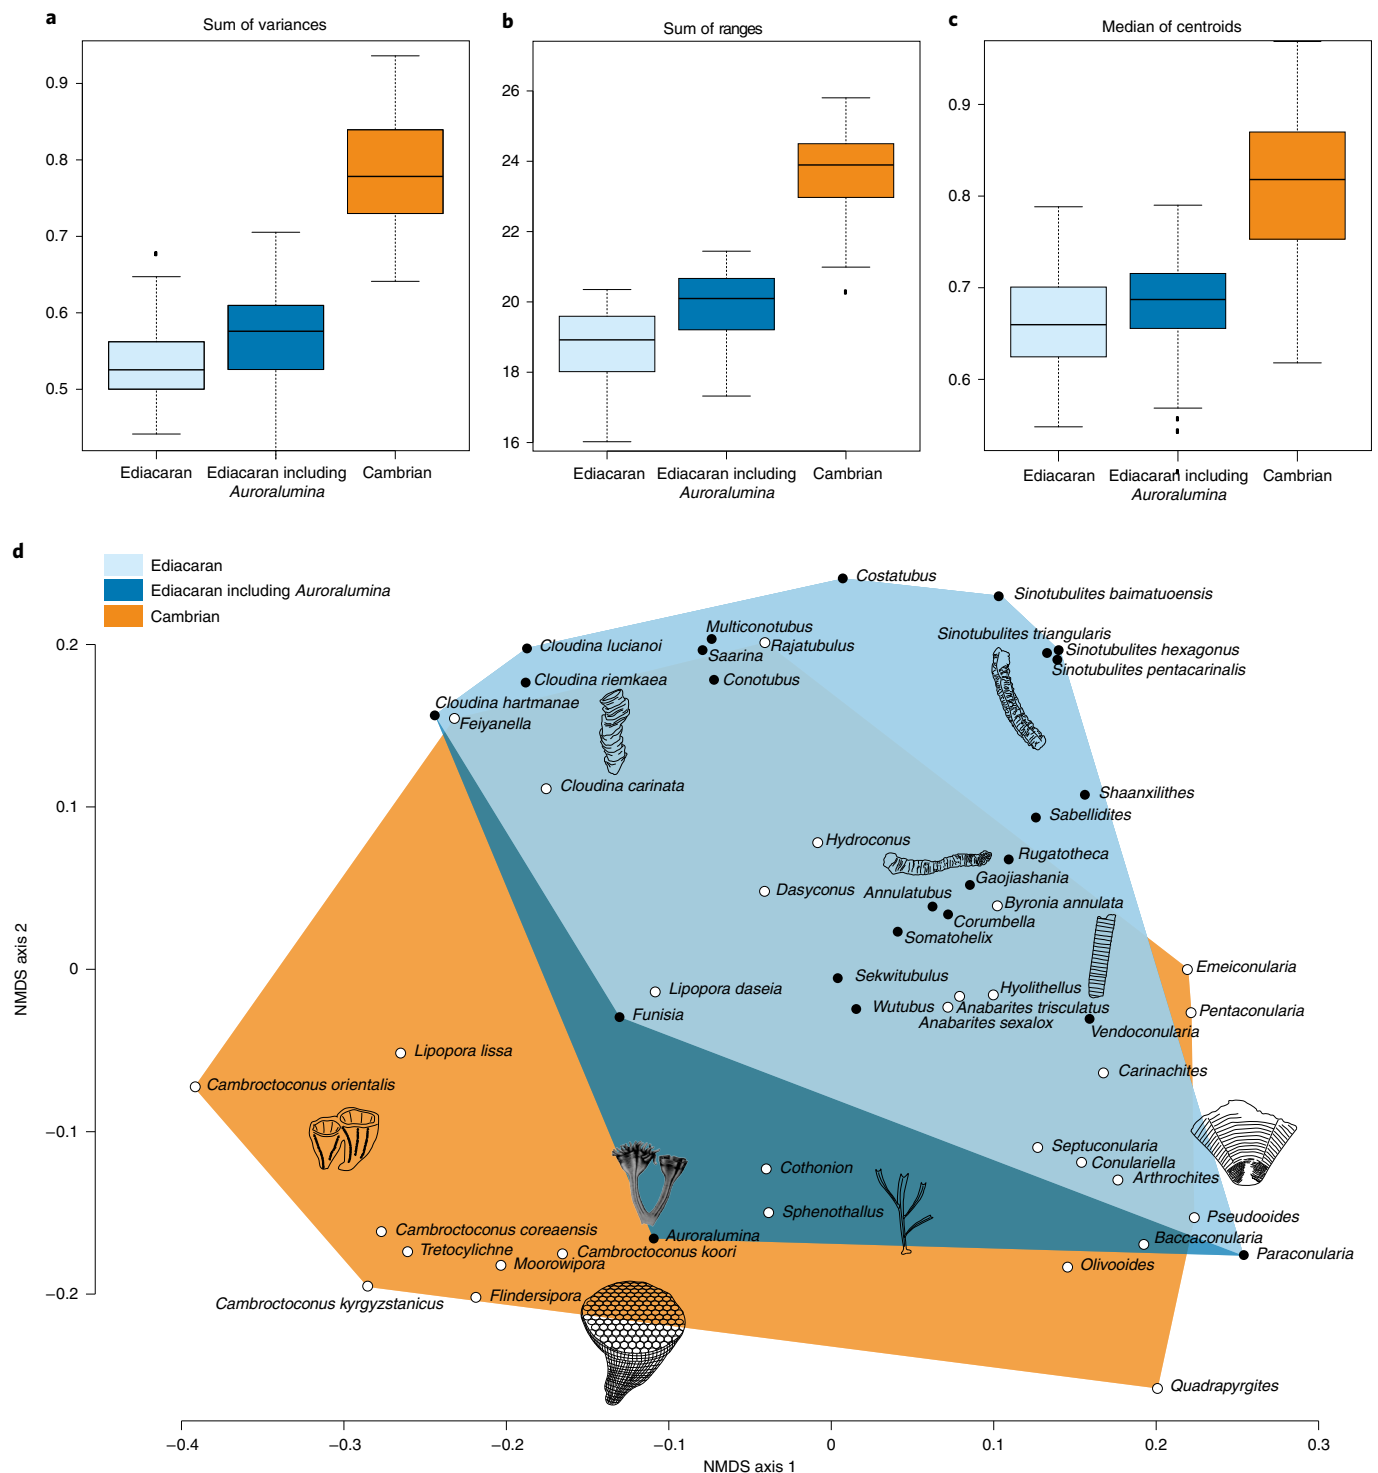 a
Sum of variances
0.9
0.8
0.7
0.6
0.5
Ediacaran
Ediacaran including
Auroralumina
Cambrian
b
Sum of ranges
26
24
22
20
18
16
Ediacaran
Ediacaran including
Auroralumina
Cambrian
c
Median of centroids
0.9
0.8
0.7
0.6
Ediacaran
Ediacaran including
Auroralumina
Cambrian
d
Ediacaran
Ediacaran including Auroralumina
Cambrian
NMDS axis 2
0.2
0.1
0
−0.1
−0.2
Costatubus
Sinotubulites baimatuoensis
Multiconotubus
Sinotubulites triangularis
Cloudina lucianoi
Rajatubulus
Saarina
Sinotubulites hexagonus
Sinotubulites pentacarinalis
Cloudina riemkaea
Conotubus
Cloudina hartmanae
Feiyanella
Cloudina carinata
Shaanxilithes
Sabellidites
Hydroconus
Rugatotheca
Gaojiashania
Dasyconus
Annulatubus
Byronia annulata
Corumbella
Somatohelix
Emeiconularia
Sekwitubulus
Lipopora daseia
Hyolithellus
Wutubus
Anabarites trisculatus
Pentaconularia
Funisia
Anabarites sexalox
Vendoconularia
Lipopora lissa
Carinachites
Cambroctoconus orientalis
Septuconularia
Cothonion
Conulariella
Arthrochites
Sphenothallus
Pseudooides
Cambroctoconus coreaensis
Auroralumina
Baccaconularia
Tretocylichne
Cambroctoconus koori
Paraconularia
Moorowipora
Olivooides
Cambroctoconus kyrgyzstanicus
Flindersipora
Quadrapyrgites
−0.4
−0.3
−0.2
−0.1
0
0.1
0.2
0.3
NMDS axis 1